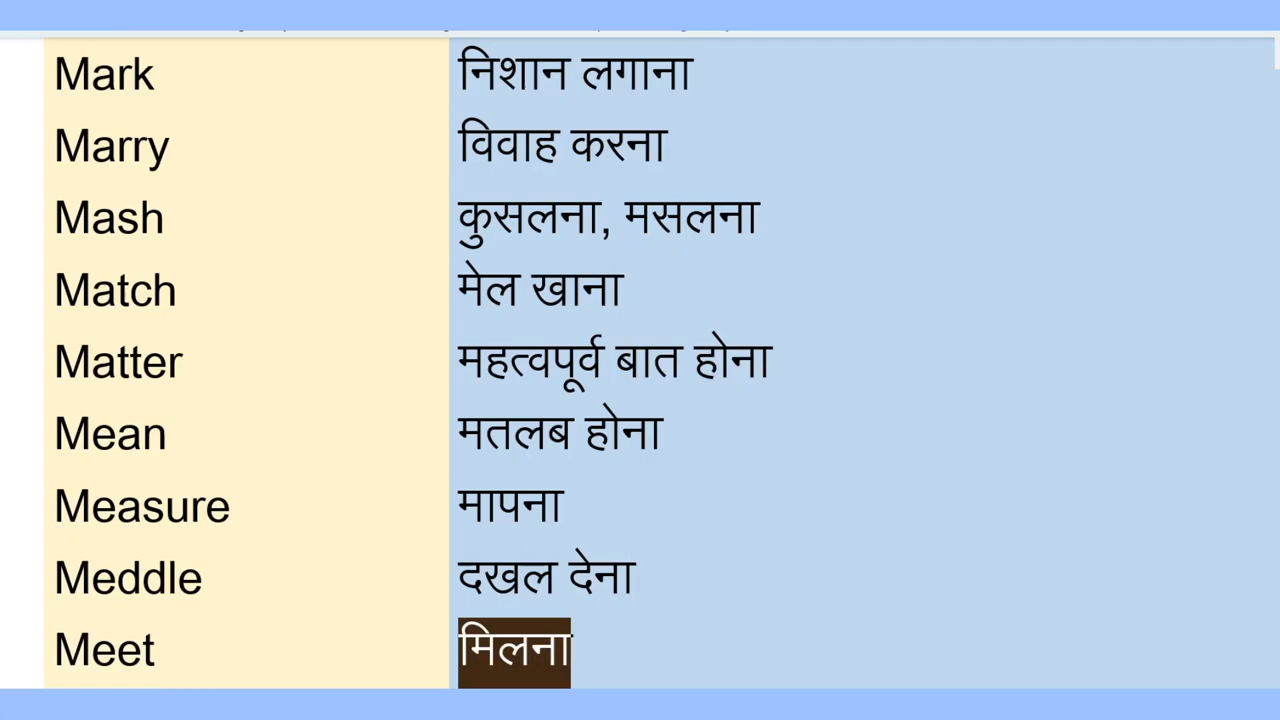 Mark निशान लगाना
Marry विवाह करना
Mash कुसलना, मसलना
Match मेल खाना
Matter महत्वपूर्व बात होना
Mean मतलब होना
Measure मापना
Meddle दखल देना
Meet मिलना